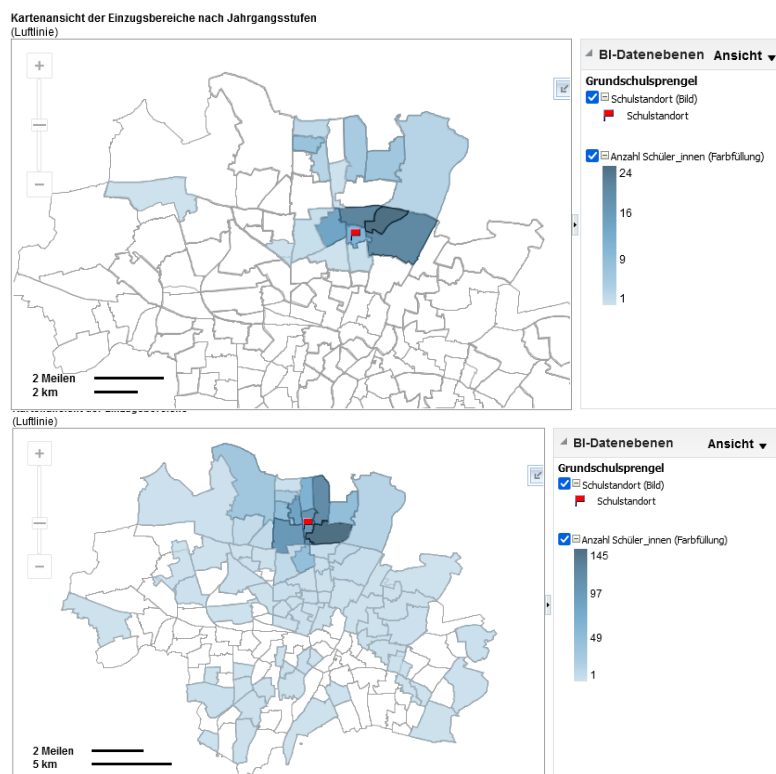 Kartenansicht der Einzugsbereiche nach Jahrgangsstufen
(Luftlinie)
BI-Datenebenen Ansicht
Grundschulsprengel
Schulstandort (Bild)
Schulstandort
Anzahl Schüler_innen (Farbfüllung)
24
16
9
1
2 Meilen
2 km
(Luftlinie)
BI-Datenebenen Ansicht
Grundschulsprengel
Schulstandort (Bild)
Schulstandort
Anzahl Schüler_innen (Farbfüllung)
145
97
49
1
2 Meilen
5 km